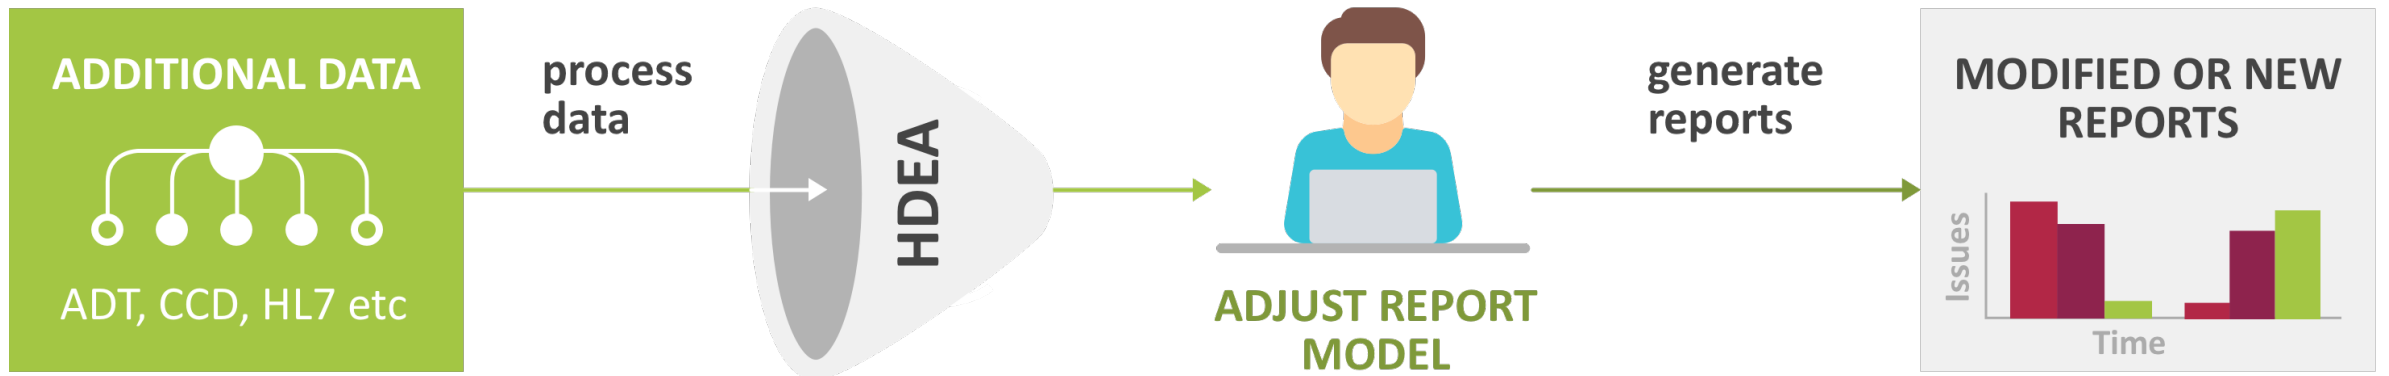 ADDITIONAL DATA
ADT, CCD, HL7 etc
process
data
HDEA
ADJUST REPORT
MODEL
generate
reports
MODIFIED OR NEW
REPORTS
Issues
Time